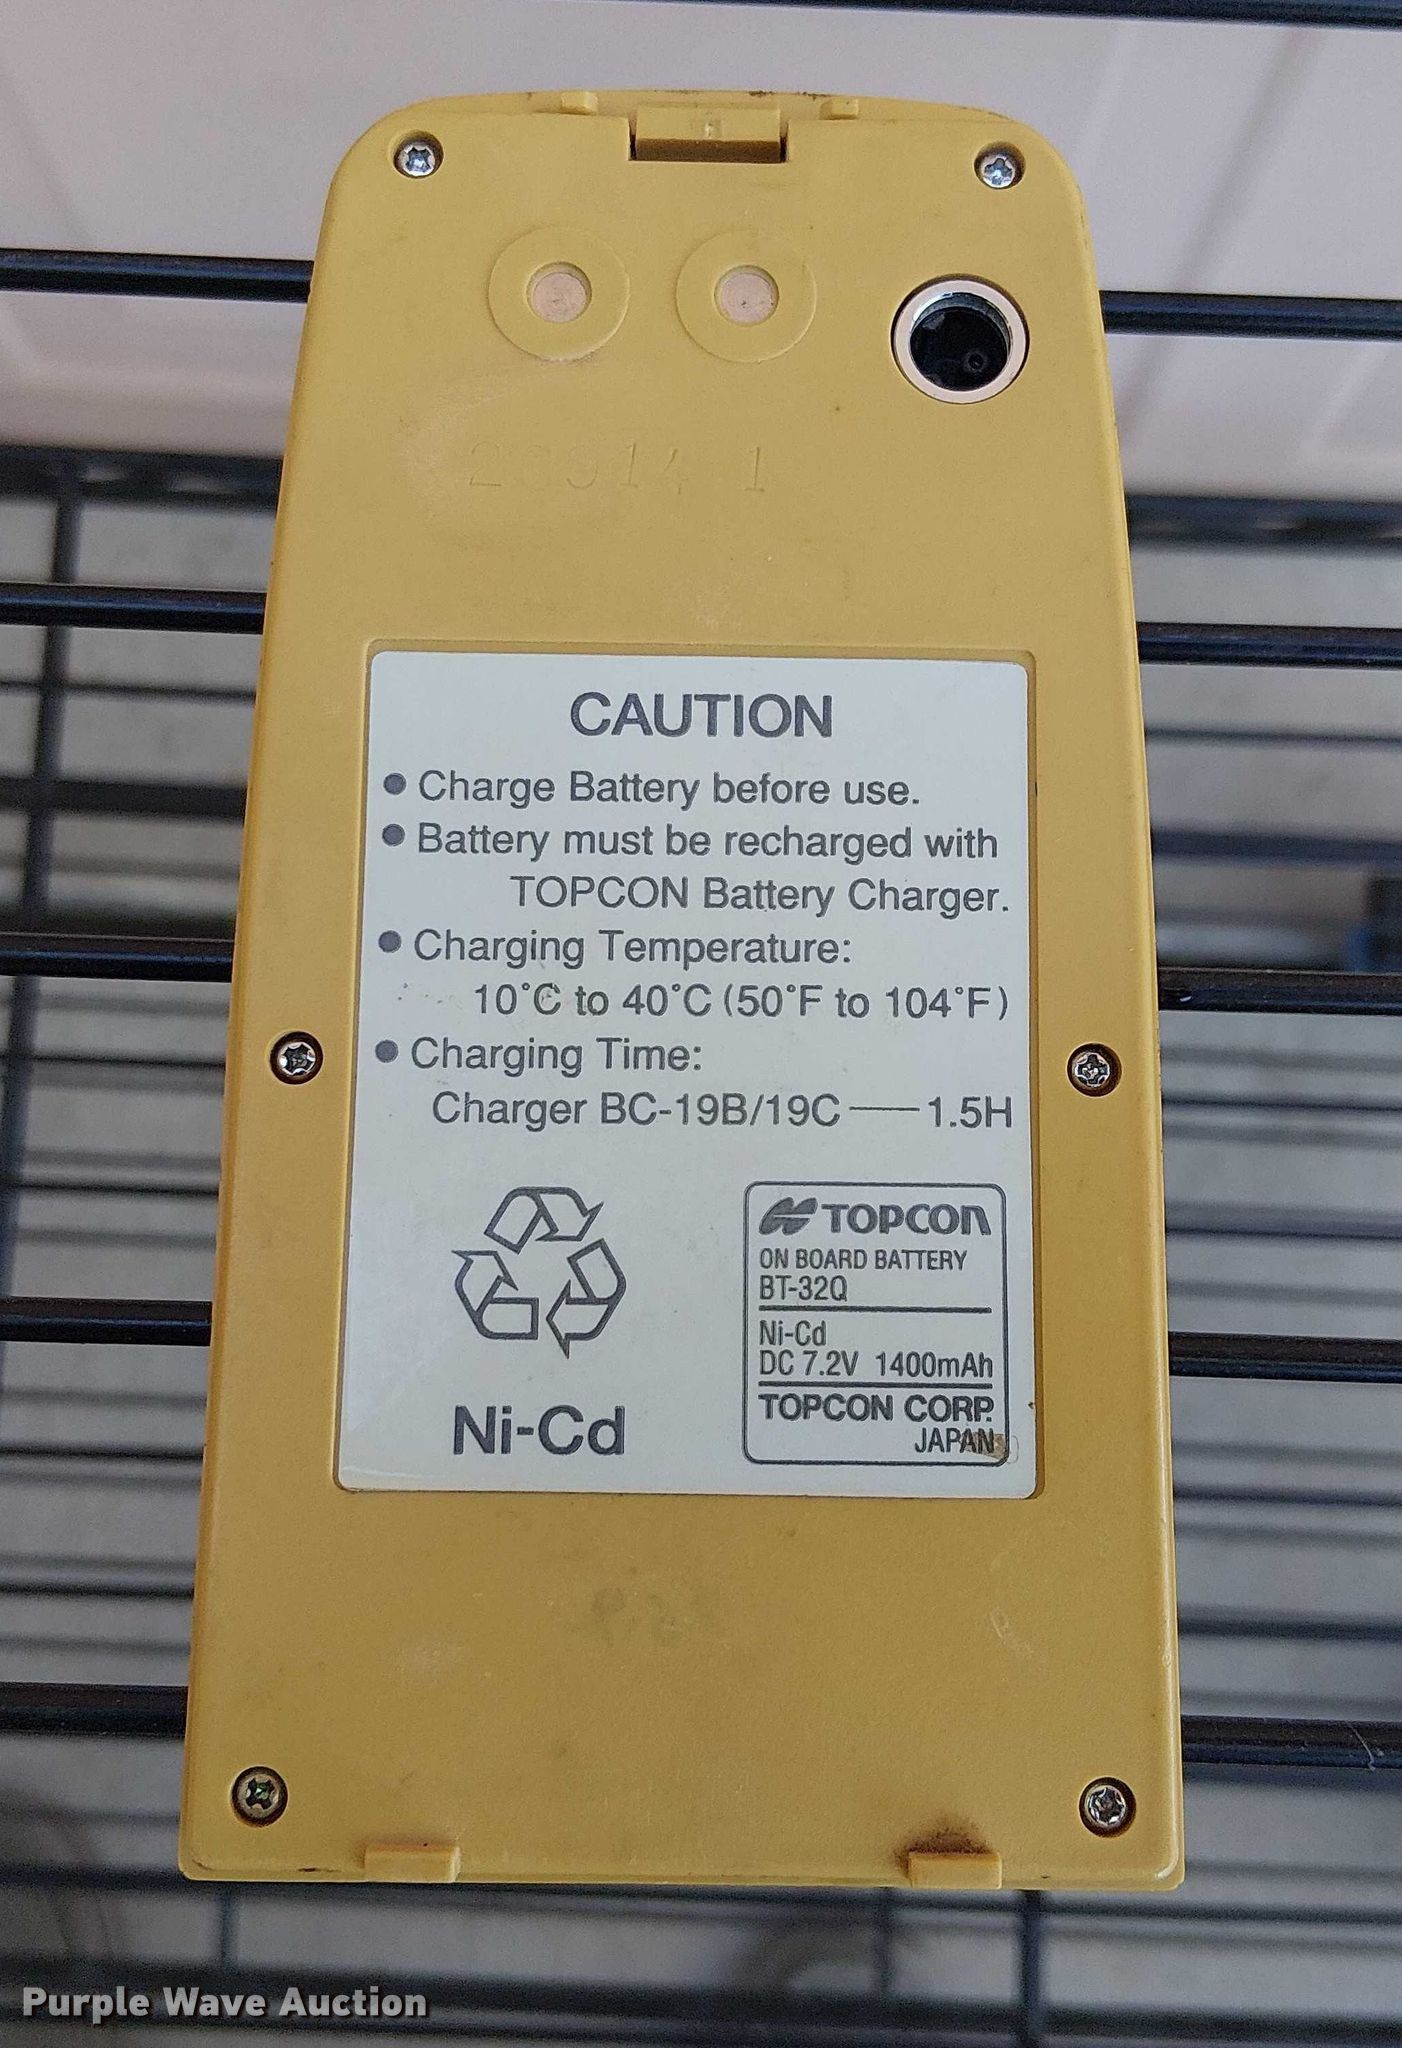 CAUTION
● Charge Battery before use.
● Battery must be recharged with
TOPCON Battery Charger.
● Charging Temperature:
10°C to 40°C (50°F to 104°F)
● Charging Time:
Charger BC-19B/19C — 1.5H
TOPCON
ON BOARD BATTERY
BT-32Q
Ni-Cd
DC 7.2V 1400mAh
TOPCON CORP.
JAPAN
Ni-Cd
Purple Wave Auction